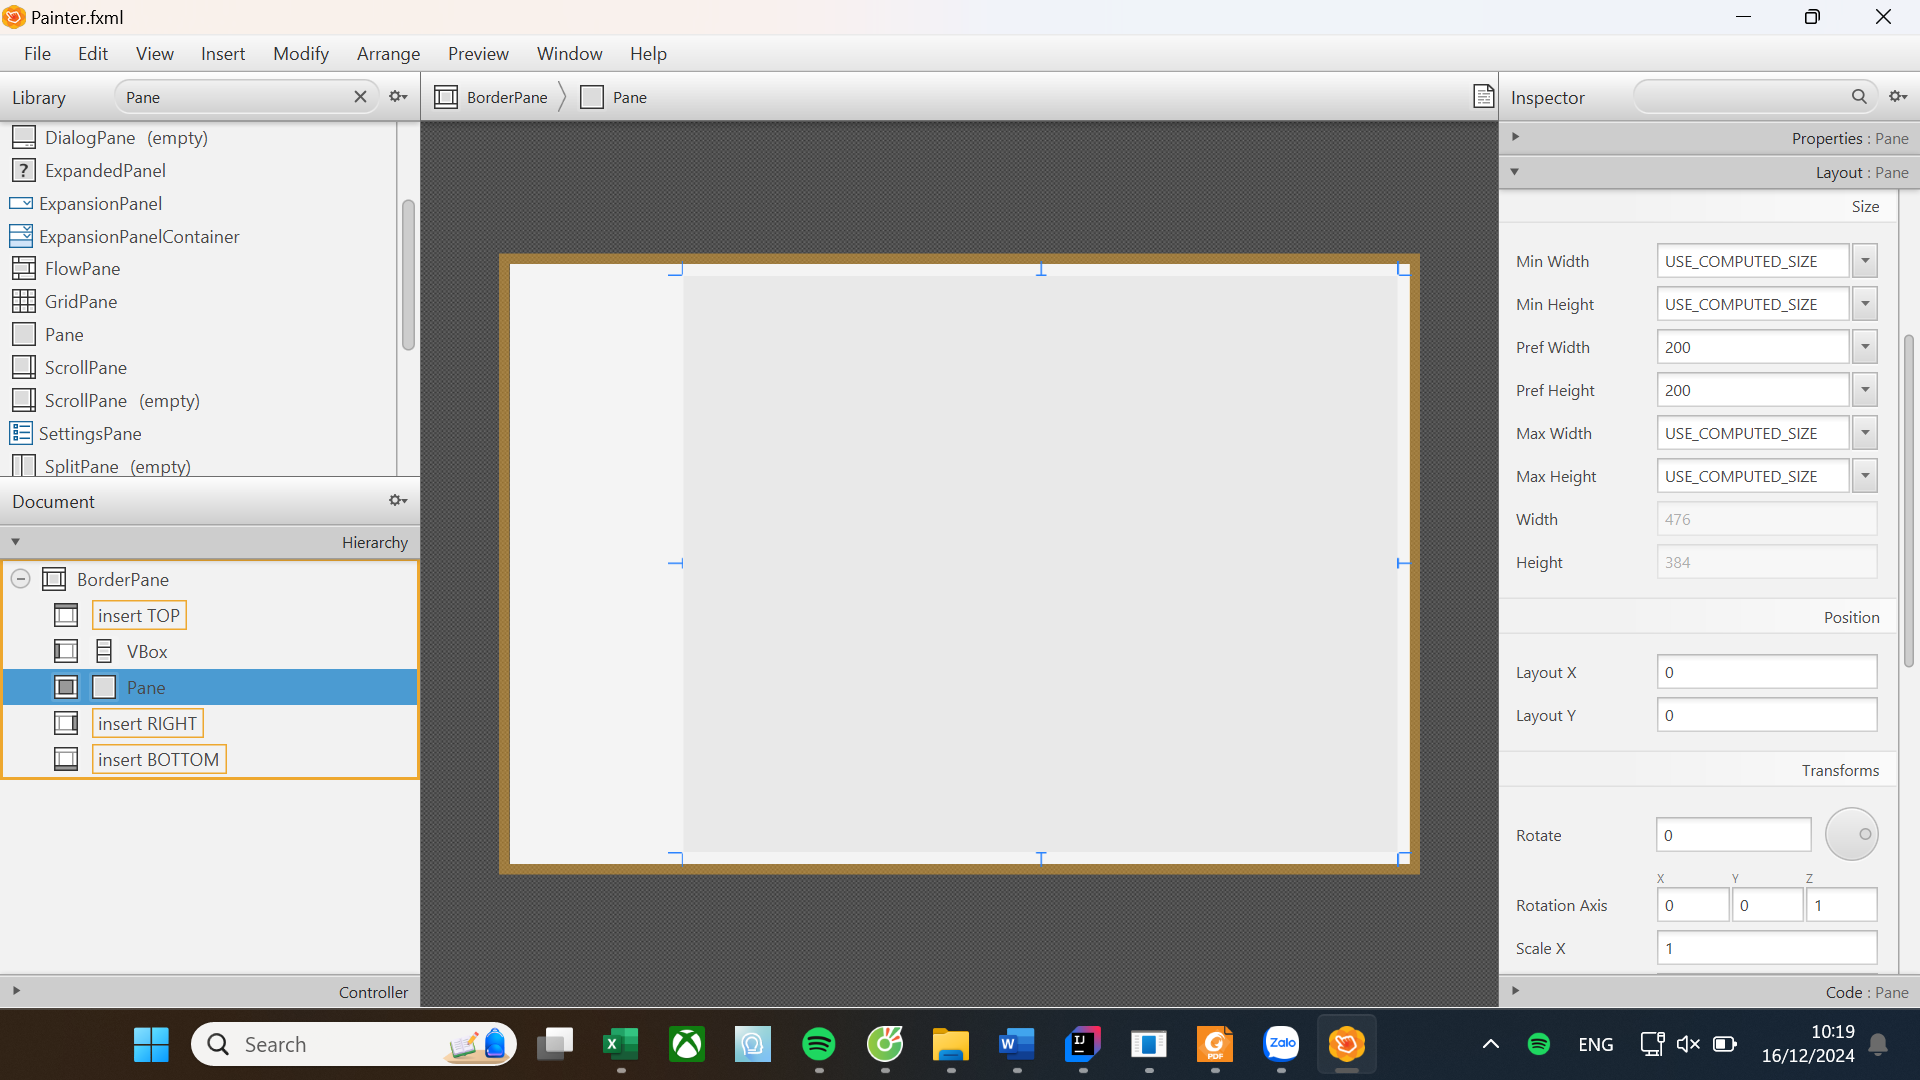 Painter.fxml
File Edit View Insert Modify Arrange Preview Window Help
Library Pane
BorderPane Pane
Inspector
DialogPane (empty)
ExpandedPanel
ExpansionPanel
ExpansionPanelContainer
FlowPane
GridPane
Pane
ScrollPane
ScrollPane (empty)
SettingsPane
SplitPane (empty)
Document
Hierarchy
BorderPane
insert TOP
VBox
Pane
insert RIGHT
insert BOTTOM
Controller
Properties : Pane
Layout : Pane
Size
Min Width USE_COMPUTED_SIZE
Min Height USE_COMPUTED_SIZE
Pref Width 200
Pref Height 200
Max Width USE_COMPUTED_SIZE
Max Height USE_COMPUTED_SIZE
Width 476
Height 384
Position
Layout X 0
Layout Y 0
Transforms
Rotate 0
X Y Z
Rotation Axis 0 0 1
Scale X 1
Code : Pane
Search
X
W
IJ
PDF
Zalo
ENG
10:19
16/12/2024